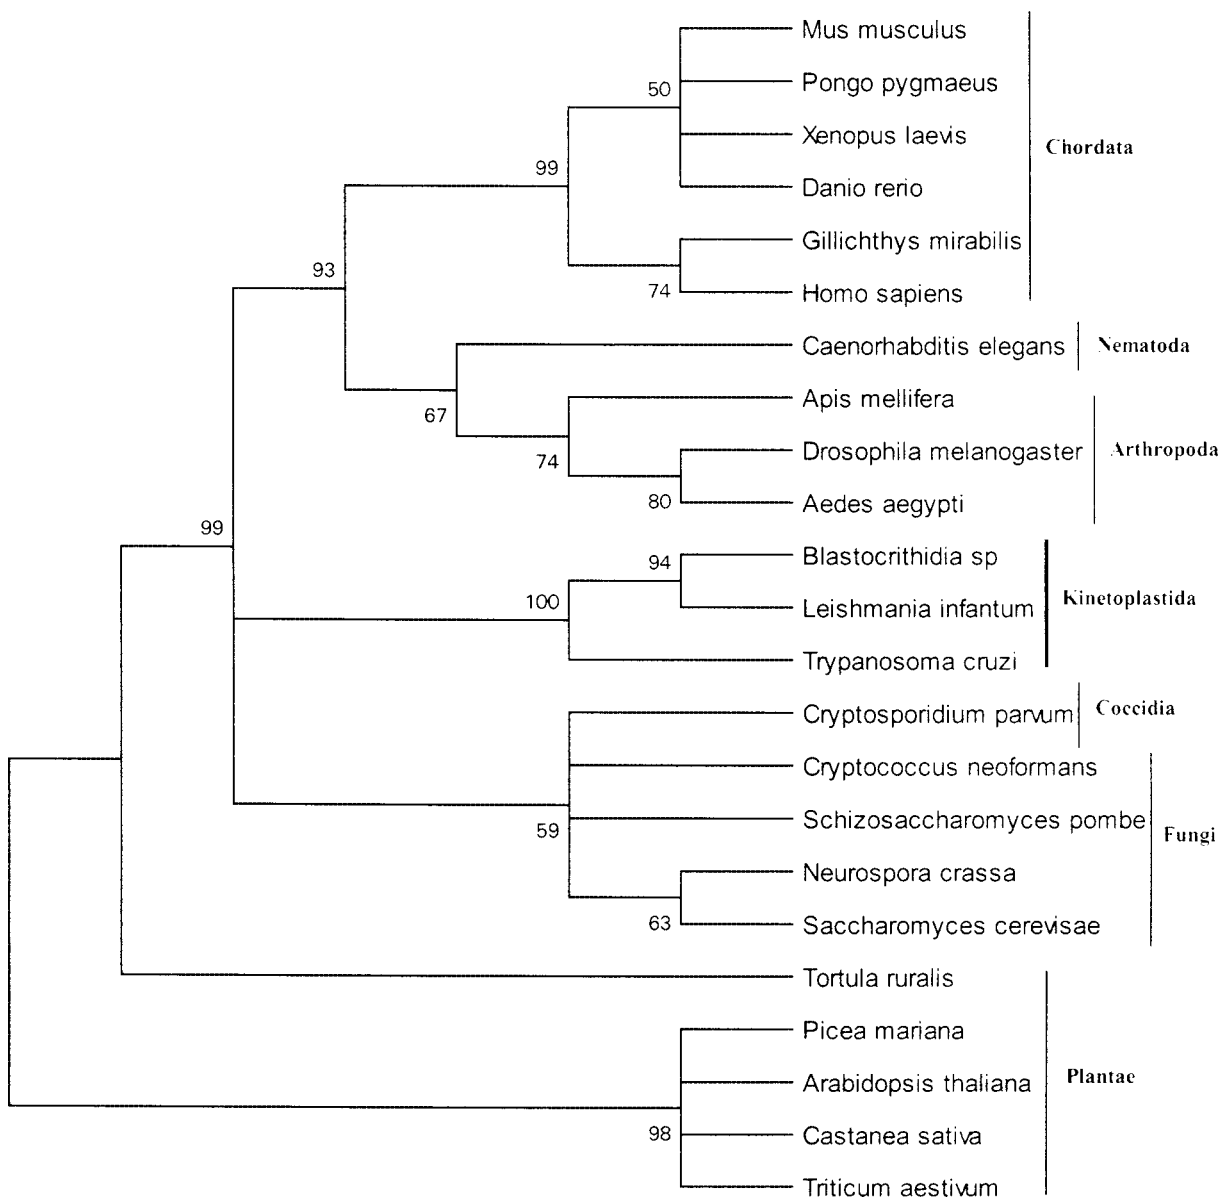 Mus musculus
Pongo pygmaeus
50
Xenopus laevis
Chordata
99
Danio rerio
Gillichthys mirabilis
93
74
Homo sapiens
Caenorhabditis elegans
Nematoda
Apis mellifera
67
Drosophila melanogaster
Arthropoda
74
80
Aedes aegypti
99
Blastocrithidia sp
94
100
Leishmania infantum
Kinetoplastida
Trypanosoma cruzi
Cryptosporidium parvum
Coccidia
Cryptococcus neoformans
Schizosaccharomyces pombe
59
Fungi
Neurospora crassa
63
Saccharomyces cerevisae
Tortula ruralis
Picea mariana
Arabidopsis thaliana
Plantae
98
Castanea sativa
Triticum aestivum